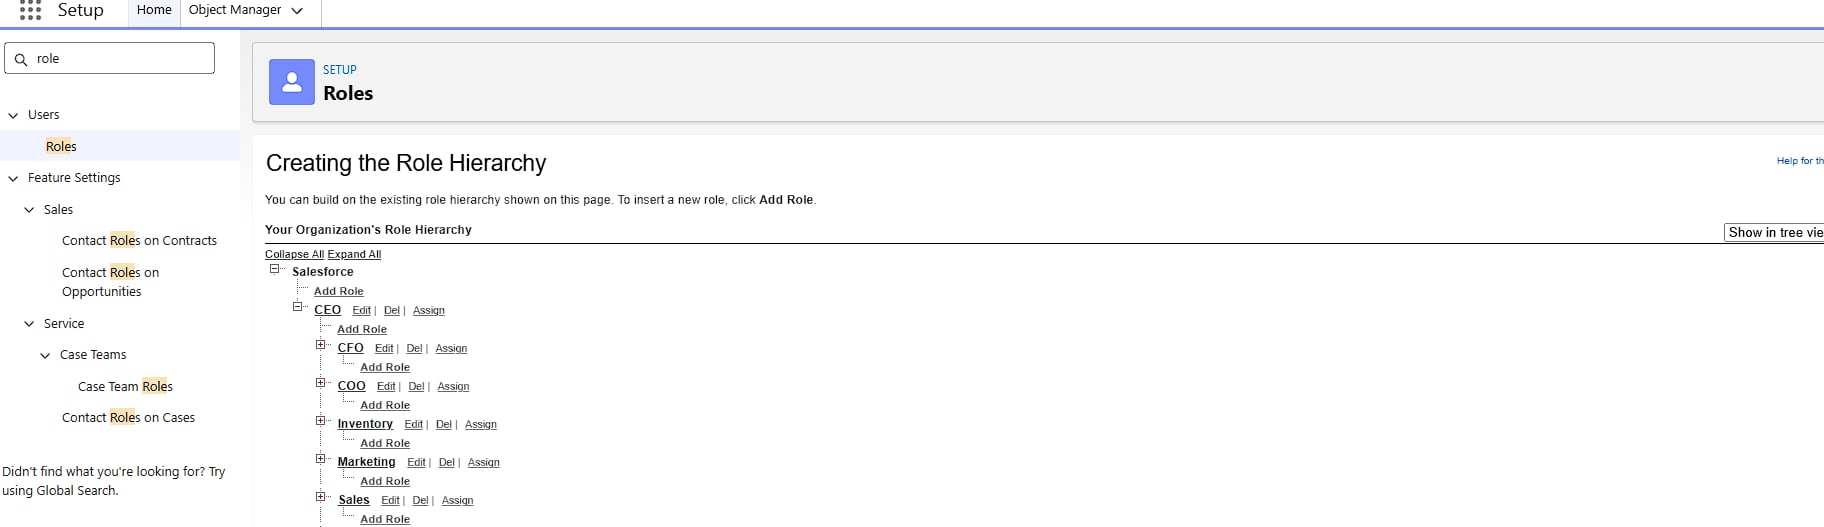 Setup Home Object Manager
role
Users
Roles
Feature Settings
Sales
Contact Roles on Contracts
Contact Roles on
Opportunities
Service
Case Teams
Case Team Roles
Contact Roles on Cases
Didn't find what you're looking for? Try
using Global Search.
SETUP
Roles
Creating the Role Hierarchy
Help for th
You can build on the existing role hierarchy shown on this page. To insert a new role, click Add Role.
Your Organization's Role Hierarchy
Show in tree vie
Collapse All Expand All
Salesforce
Add Role
CEO Edit | Del | Assign
Add Role
CFO Edit | Del | Assign
Add Role
COO Edit | Del | Assign
Add Role
Inventory Edit | Del | Assign
Add Role
Marketing Edit | Del | Assign
Add Role
Sales Edit | Del | Assign
Add Role